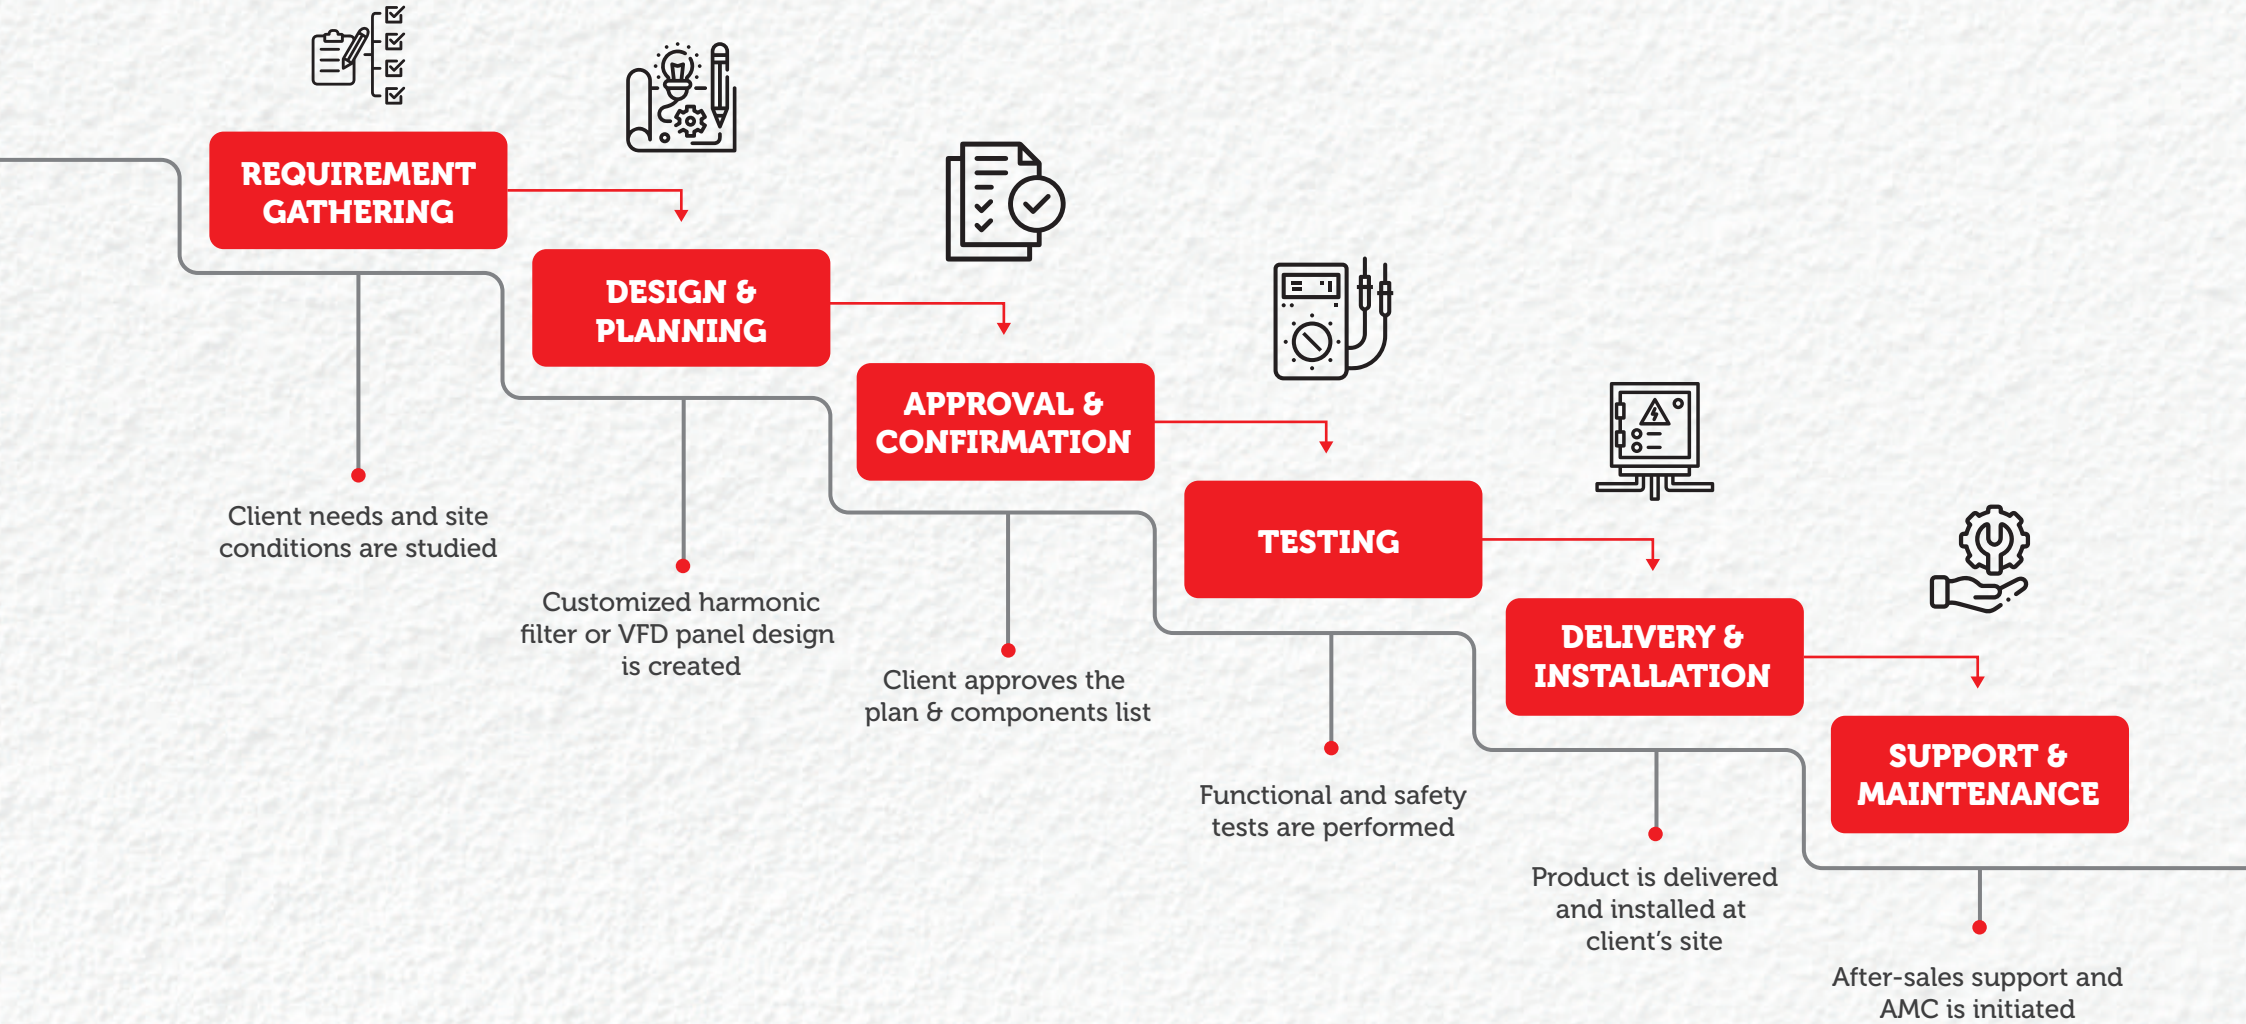 REQUIREMENT
GATHERING
Client needs and site
conditions are studied
DESIGN &
PLANNING
Customized harmonic
filter or VFD panel design
is created
APPROVAL &
CONFIRMATION
Client approves the
plan & components list
TESTING
Functional and safety
tests are performed
DELIVERY &
INSTALLATION
Product is delivered
and installed at
client's site
SUPPORT &
MAINTENANCE
After-sales support and
AMC is initiated